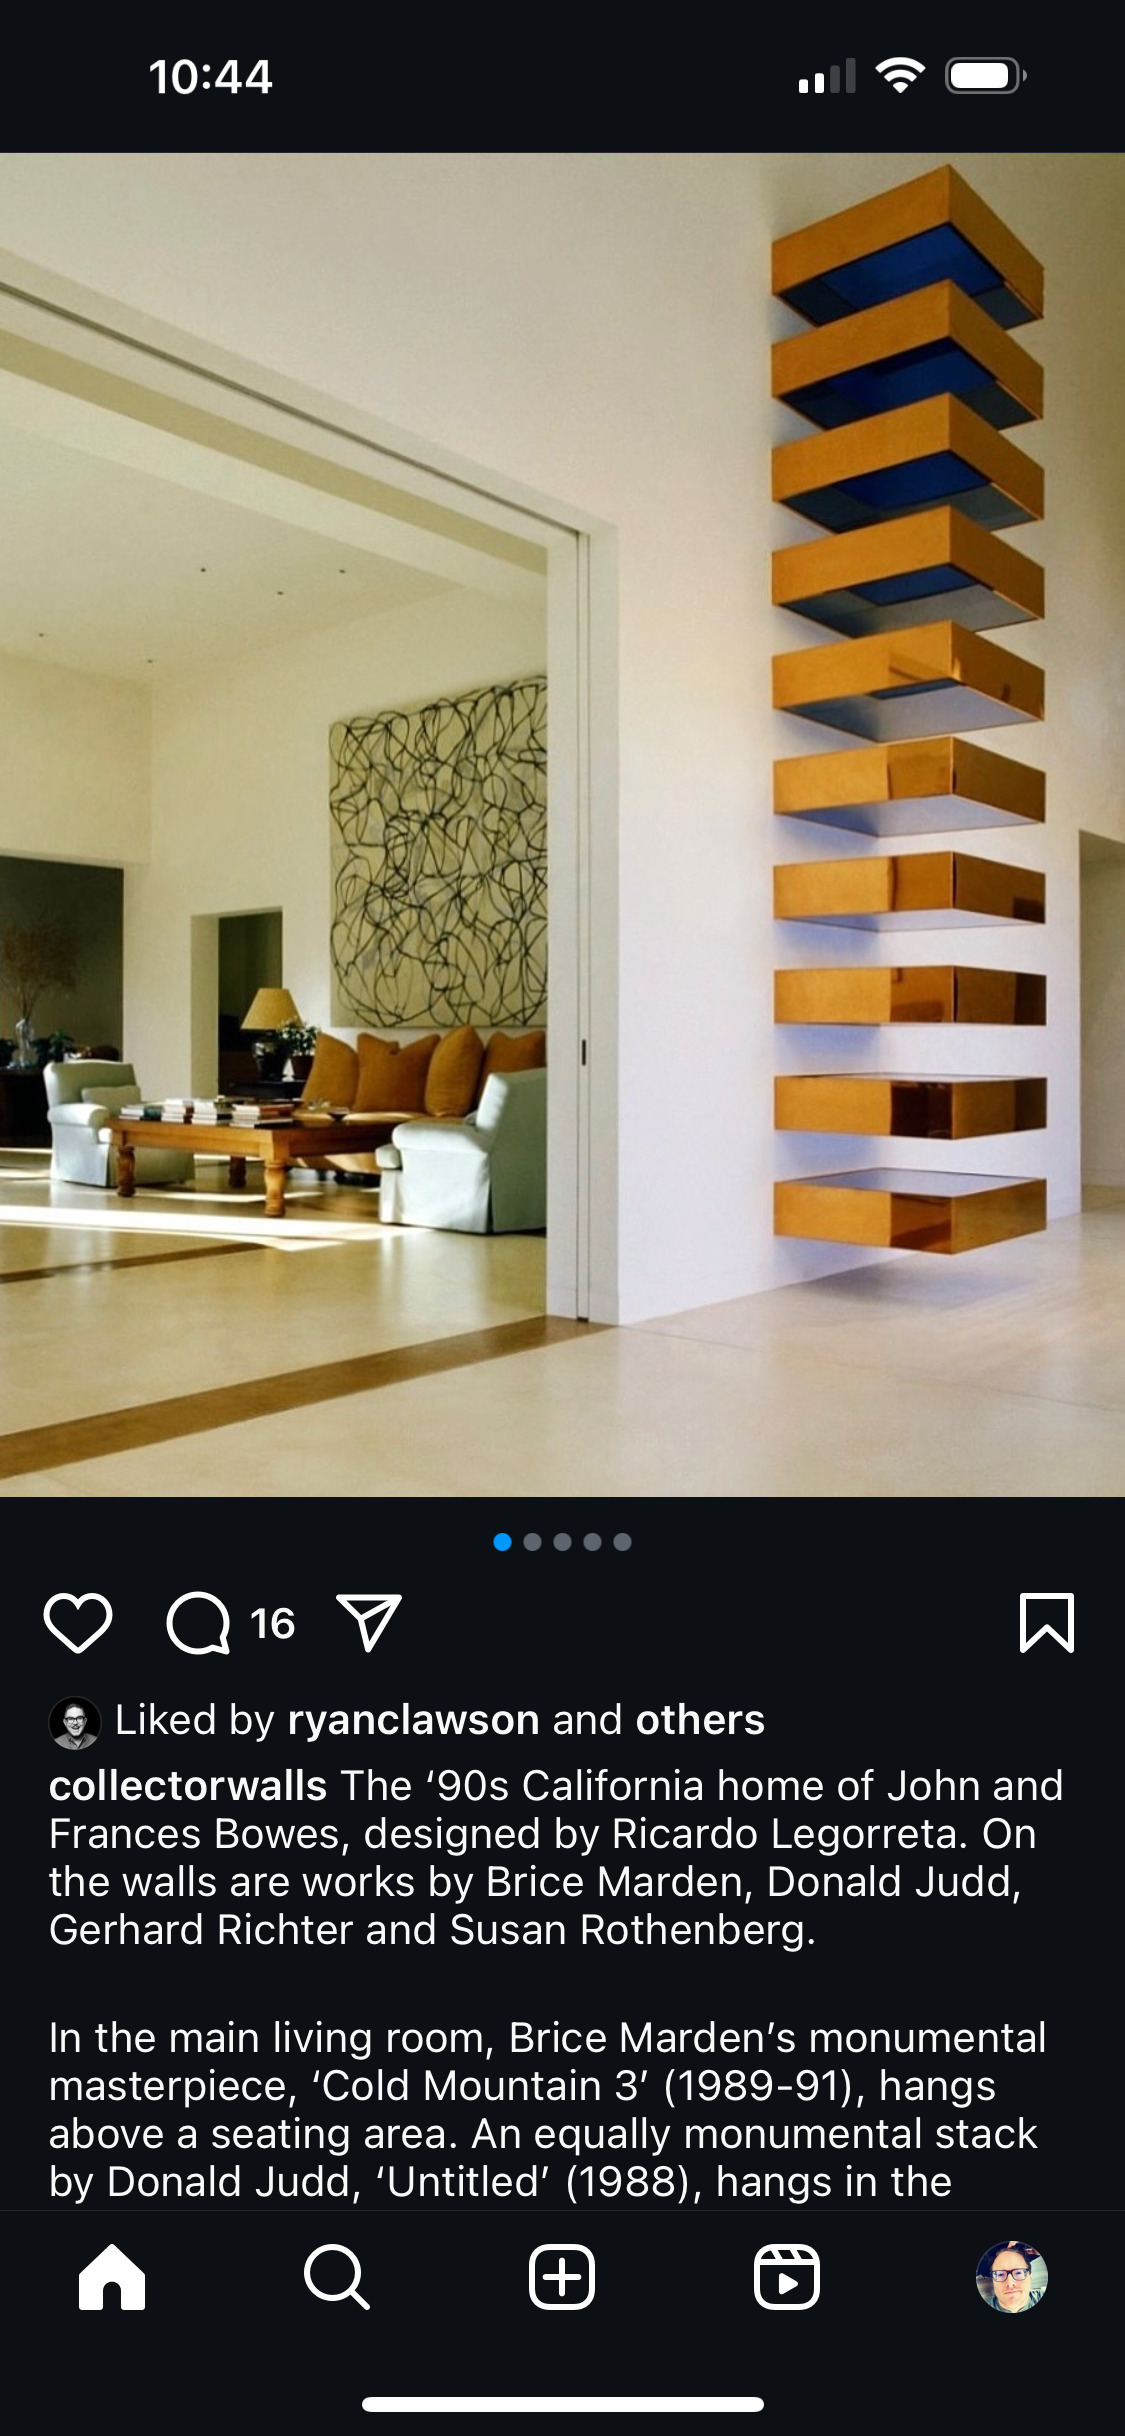 10:44
16
Liked by ryanclawson and others
collectorwalls The ‘90s California home of John and
Frances Bowes, designed by Ricardo Legorreta. On
the walls are works by Brice Marden, Donald Judd,
Gerhard Richter and Susan Rothenberg.
In the main living room, Brice Marden’s monumental
masterpiece, ‘Cold Mountain 3’ (1989-91), hangs
above a seating area. An equally monumental stack
by Donald Judd, ‘Untitled’ (1988), hangs in the